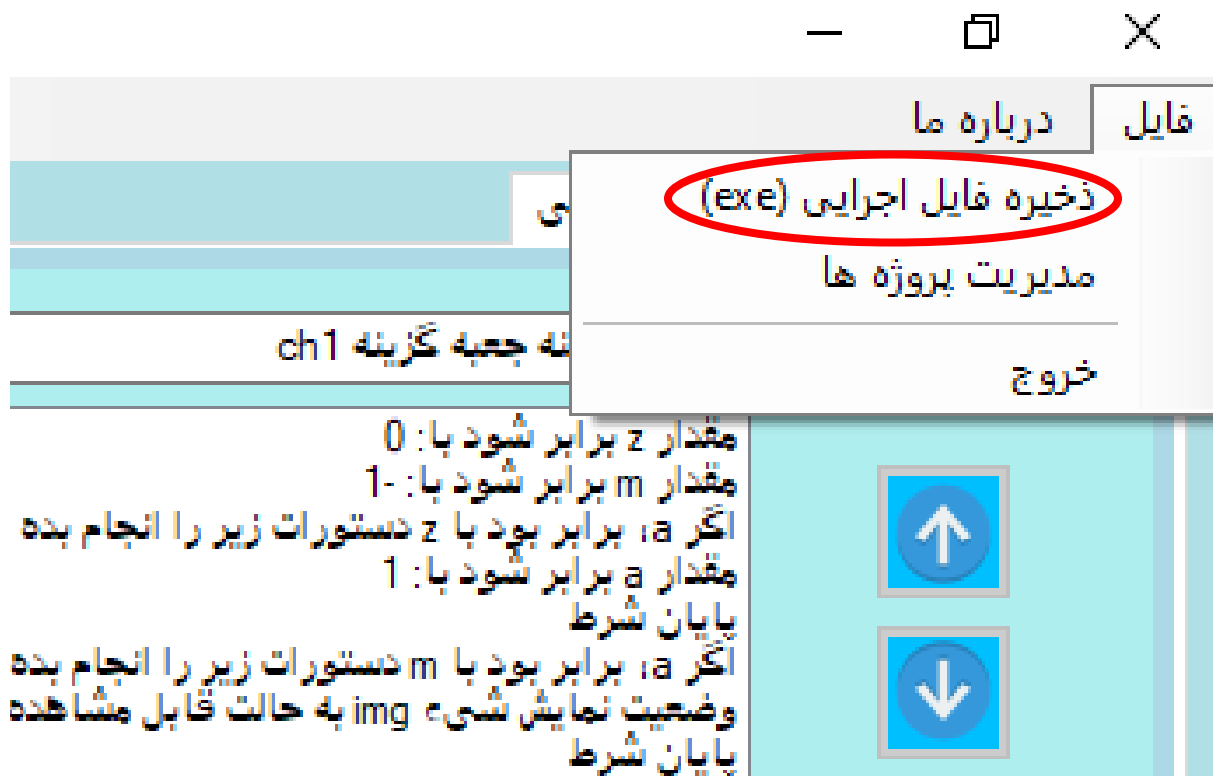 فایل درباره ما
ذخیره فایل اجرایی (exe)
مدیریت پروژه ها
خروج
جعبه گزینه ch1
مقدار z برابر شود با: 0
مقدار m برابر شود با: -1
اگر a، برابر بود با z دستورات زیر را انجام بده
مقدار a برابر شود با: 1
پایان شرط
اگر a، برابر بود با m دستورات زیر را انجام بده
وضعیت نمایش شیء img به حالت قابل مشاهده
پایان شرط